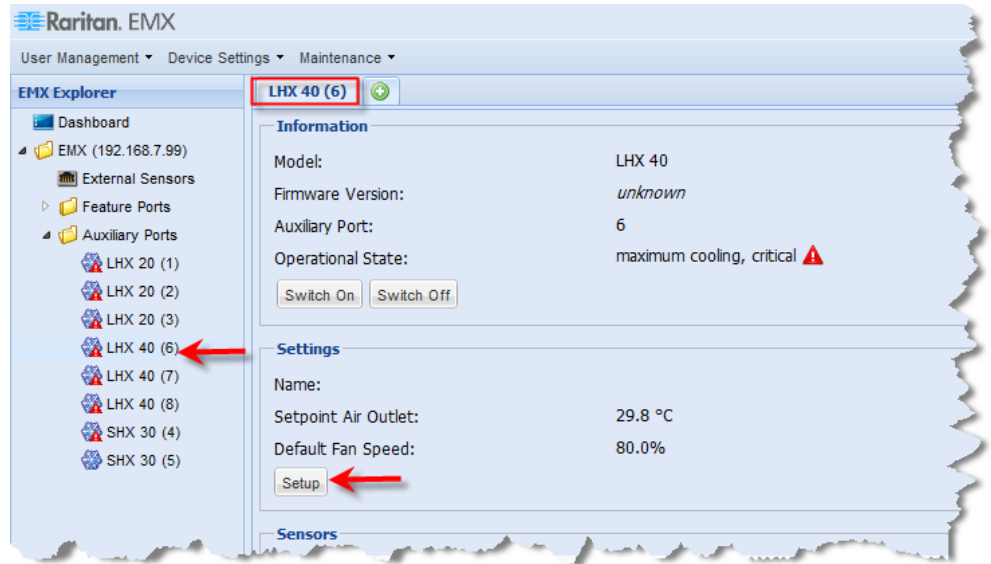 Raritan. EMX
User Management Device Settings Maintenance
EMX Explorer
Dashboard
EMX (192.168.7.99)
External Sensors
Feature Ports
Auxiliary Ports
LHX 20 (1)
LHX 20 (2)
LHX 20 (3)
LHX 40 (6)
LHX 40 (7)
LHX 40 (8)
SHX 30 (4)
SHX 30 (5)
LHX 40 (6)
Information
Model: LHX 40
Firmware Version: unknown
Auxiliary Port: 6
Operational State: maximum cooling, critical
Switch On Switch Off
Settings
Name:
Setpoint Air Outlet: 29.8 °C
Default Fan Speed: 80.0%
Setup
Sensors